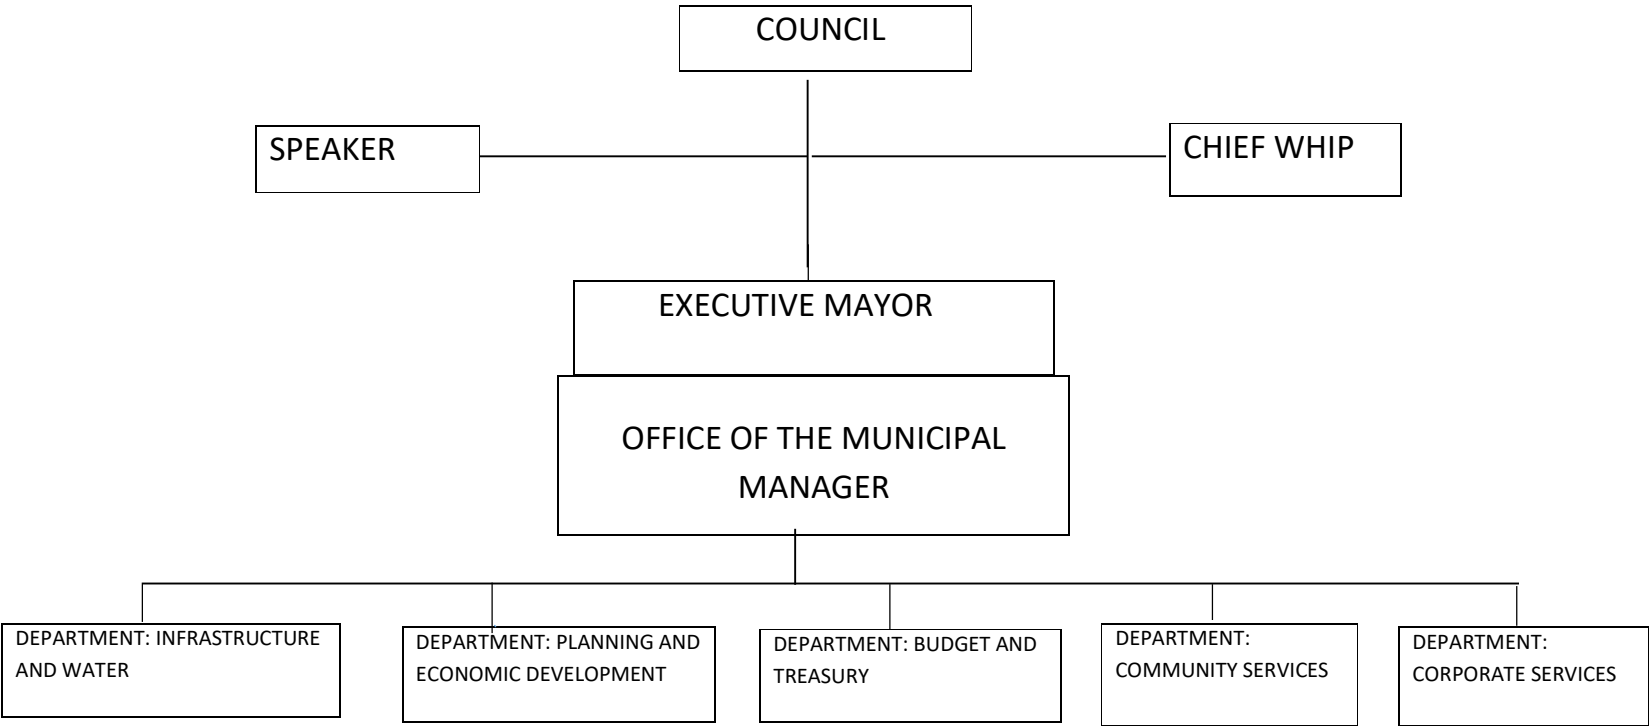 COUNCIL
SPEAKER
CHIEF WHIP
EXECUTIVE MAYOR
OFFICE OF THE MUNICIPAL
MANAGER
DEPARTMENT: INFRASTRUCTURE
AND WATER
DEPARTMENT: PLANNING AND
ECONOMIC DEVELOPMENT
DEPARTMENT: BUDGET AND
TREASURY
DEPARTMENT:
COMMUNITY SERVICES
DEPARTMENT:
CORPORATE SERVICES